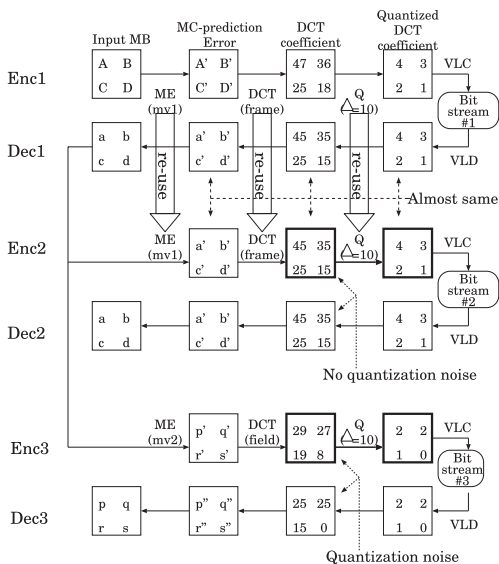 Input MB
MC-prediction
Error
DCT
coefficient
Quantized
DCT
coefficient
Enc1
A B
C D
A' B'
C' D'
47 36
25 18
4 3
2 1
VLC
ME
(mv1)
DCT
(frame)
Q
(△=10)
Bit
stream
#1
Dec1
a b
c d
a' b'
c' d'
45 35
25 15
4 3
2 1
VLD
re-use
re-use
re-use
Almost same
Enc2
ME
(mv1)
a' b'
c' d'
DCT
(frame)
45 35
25 15
Q
(△=10)
4 3
2 1
VLC
Bit
stream
#2
Dec2
a b
c d
a' b'
c' d'
45 35
25 15
4 3
2 1
VLD
No quantization noise
Enc3
ME
(mv2)
p' q'
r' s'
DCT
(field)
29 27
19 8
Q
(△=10)
2 2
1 0
VLC
Bit
stream
#3
Dec3
p q
r s
p" q"
r" s"
25 25
15 0
2 2
1 0
VLD
Quantization noise